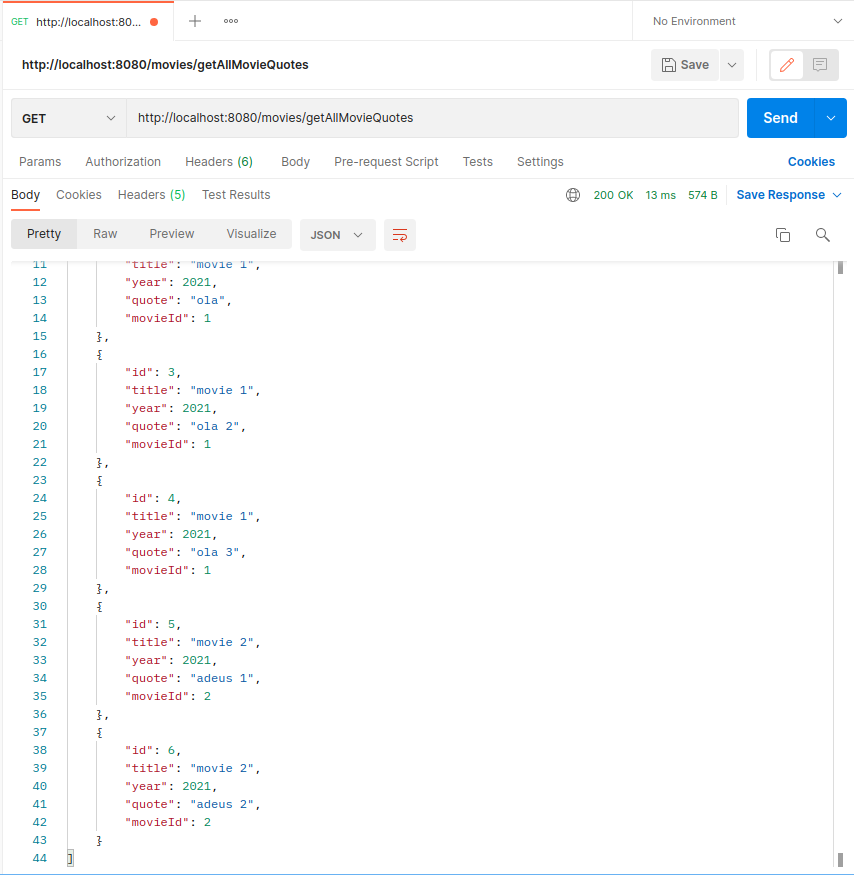 GET http://localhost:80...
No Environment
http://localhost:8080/movies/getAllMovieQuotes
Save
GET
http://localhost:8080/movies/getAllMovieQuotes
Send
Params Authorization Headers (6) Body Pre-request Script Tests Settings Cookies
Body Cookies Headers (5) Test Results 200 OK 13 ms 574 B Save Response
Pretty Raw Preview Visualize JSON
11 "title": "movie 1",
12 "year": 2021,
13 "quote": "ola",
14 "movieId": 1
15 },
16 {
17 "id": 3,
18 "title": "movie 1",
19 "year": 2021,
20 "quote": "ola 2",
21 "movieId": 1
22 },
23 {
24 "id": 4,
25 "title": "movie 1",
26 "year": 2021,
27 "quote": "ola 3",
28 "movieId": 1
29 },
30 {
31 "id": 5,
32 "title": "movie 2",
33 "year": 2021,
34 "quote": "adeus 1",
35 "movieId": 2
36 },
37 {
38 "id": 6,
39 "title": "movie 2",
40 "year": 2021,
41 "quote": "adeus 2",
42 "movieId": 2
43 }
44 ]